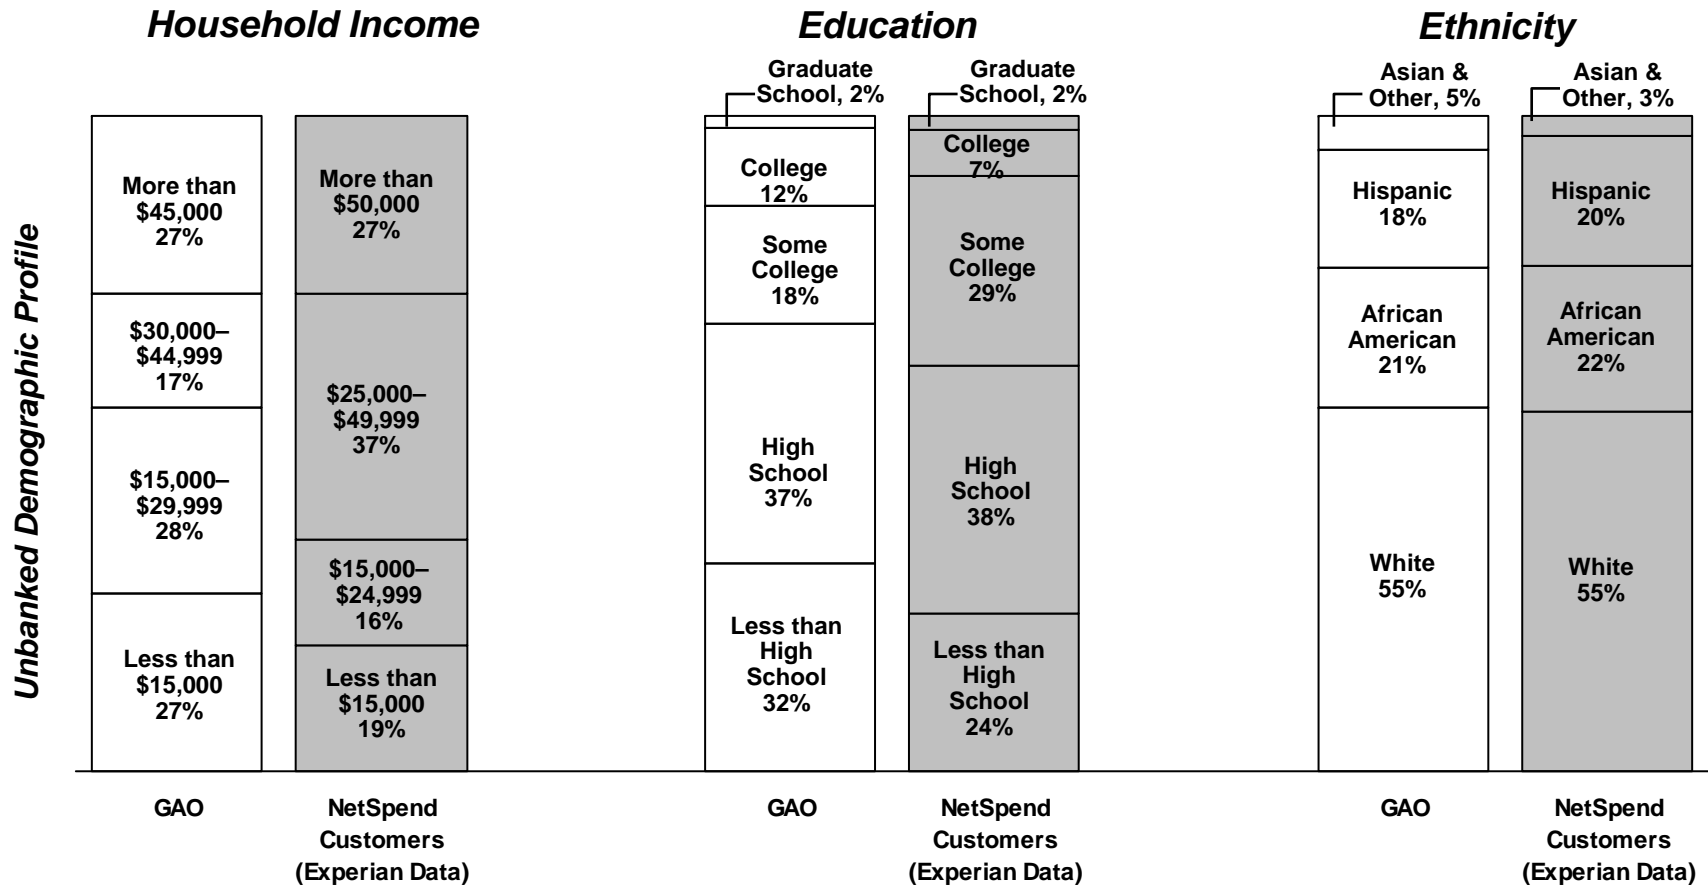 Household Income
Education
Ethnicity
Unbanked Demographic Profile
More than
$45,000
27%
$30,000–
$44,999
17%
$15,000–
$29,999
28%
Less than
$15,000
27%
GAO
More than
$50,000
27%
$25,000–
$49,999
37%
$15,000–
$24,999
16%
Less than
$15,000
19%
NetSpend
Customers
(Experian Data)
Graduate
School, 2%
College
12%
Some
College
18%
High
School
37%
Less than
High
School
32%
GAO
Graduate
School, 2%
College
7%
Some
College
29%
High
School
38%
Less than
High
School
24%
NetSpend
Customers
(Experian Data)
Asian &
Other, 5%
Hispanic
18%
African
American
21%
White
55%
GAO
Asian &
Other, 3%
Hispanic
20%
African
American
22%
White
55%
NetSpend
Customers
(Experian Data)